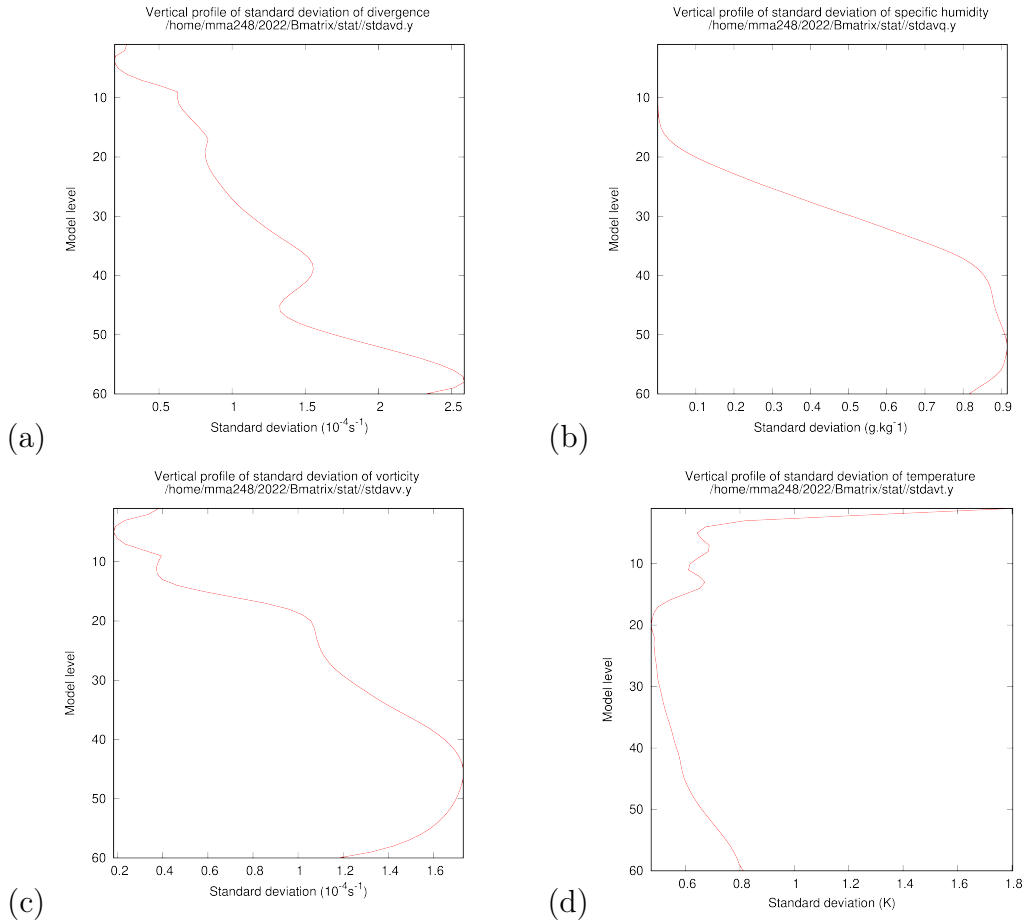 Vertical profile of standard deviation of divergence
/home/mma248/2022/Bmatrix/stat//stdavd.y
10
20
30
40
50
60
Model level
0.5 1 1.5 2 2.5
Standard deviation (10⁻⁴s⁻¹)
(a)
Vertical profile of standard deviation of specific humidity
/home/mma248/2022/Bmatrix/stat//stdavq.y
10
20
30
40
50
60
Model level
0.1 0.2 0.3 0.4 0.5 0.6 0.7 0.8 0.9
Standard deviation (g.kg⁻¹)
(b)
Vertical profile of standard deviation of vorticity
/home/mma248/2022/Bmatrix/stat//stdavv.y
10
20
30
40
50
60
Model level
0.2 0.4 0.6 0.8 1 1.2 1.4 1.6
Standard deviation (10⁻⁴s⁻¹)
(c)
Vertical profile of standard deviation of temperature
/home/mma248/2022/Bmatrix/stat//stdavt.y
10
20
30
40
50
60
Model level
0.6 0.8 1 1.2 1.4 1.6 1.8
Standard deviation (K)
(d)